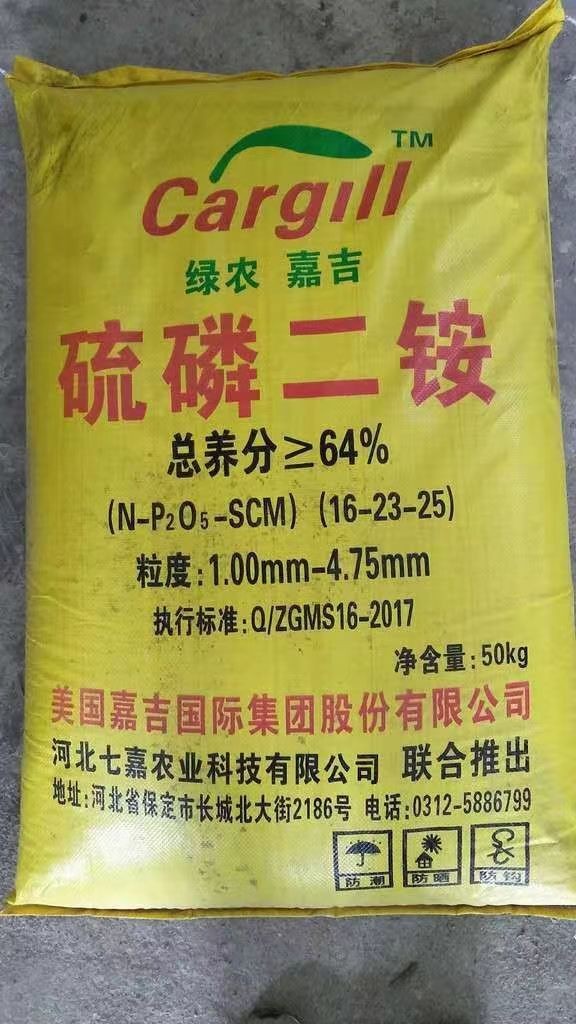 Cargill TM
绿农 嘉吉
硫磷二铵
总养分≥64%
(N-P₂O₅-SCM) (16-23-25)
粒度:1.00mm-4.75mm
执行标准:Q/ZGMS16-2017
净含量:50kg
美国嘉吉国际集团股份有限公司
河北七嘉农业科技有限公司 联合推出
地址:河北省保定市长城北大街2186号 电话:0312-5886799
防潮 防晒 防钩